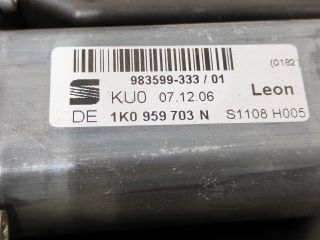 983599-333 / 01
(0182
KU0 07.12.06 Leon
DE 1K0 959 703 N S1108 H005